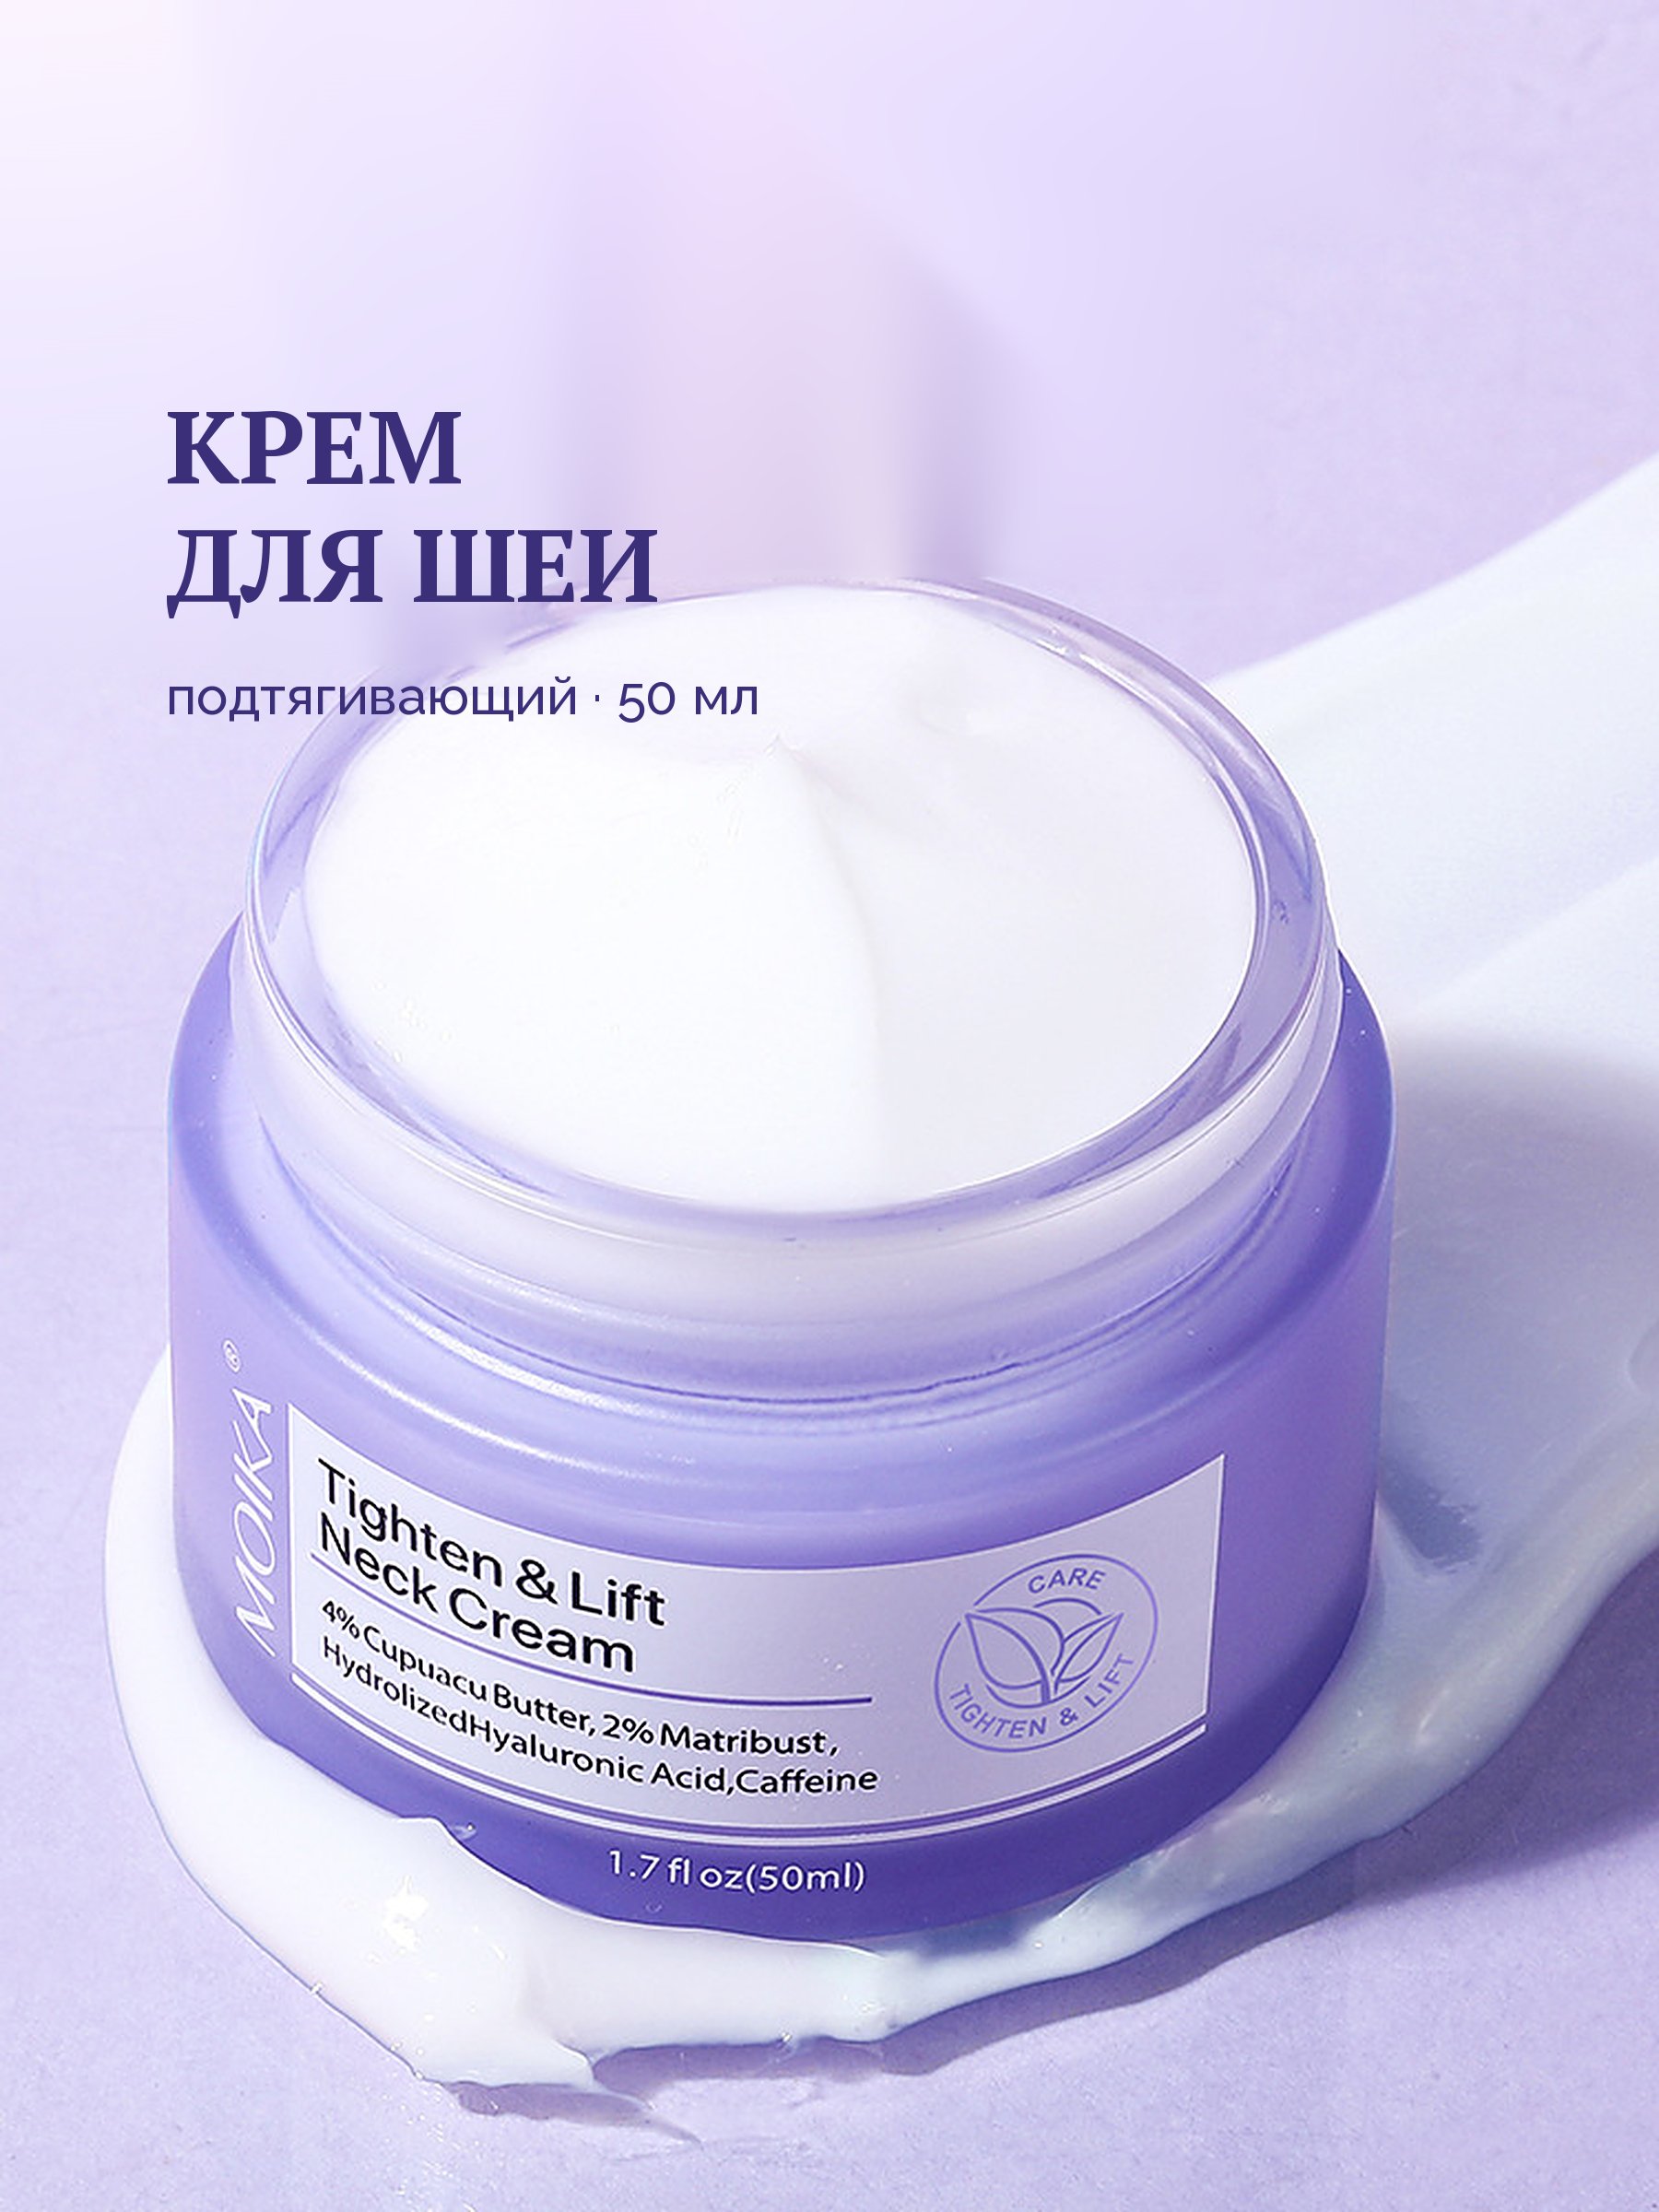 КРЕМ
ДЛЯ ШЕИ
подтягивающий · 50 мл
MOIKA®
Tighten & Lift
Neck Cream
4% Cupuacu Butter, 2% Matribust,
HydrolizedHyaluronic Acid,Caffeine
CARE
TIGHTEN & LIFT
1.7 fl oz(50ml)